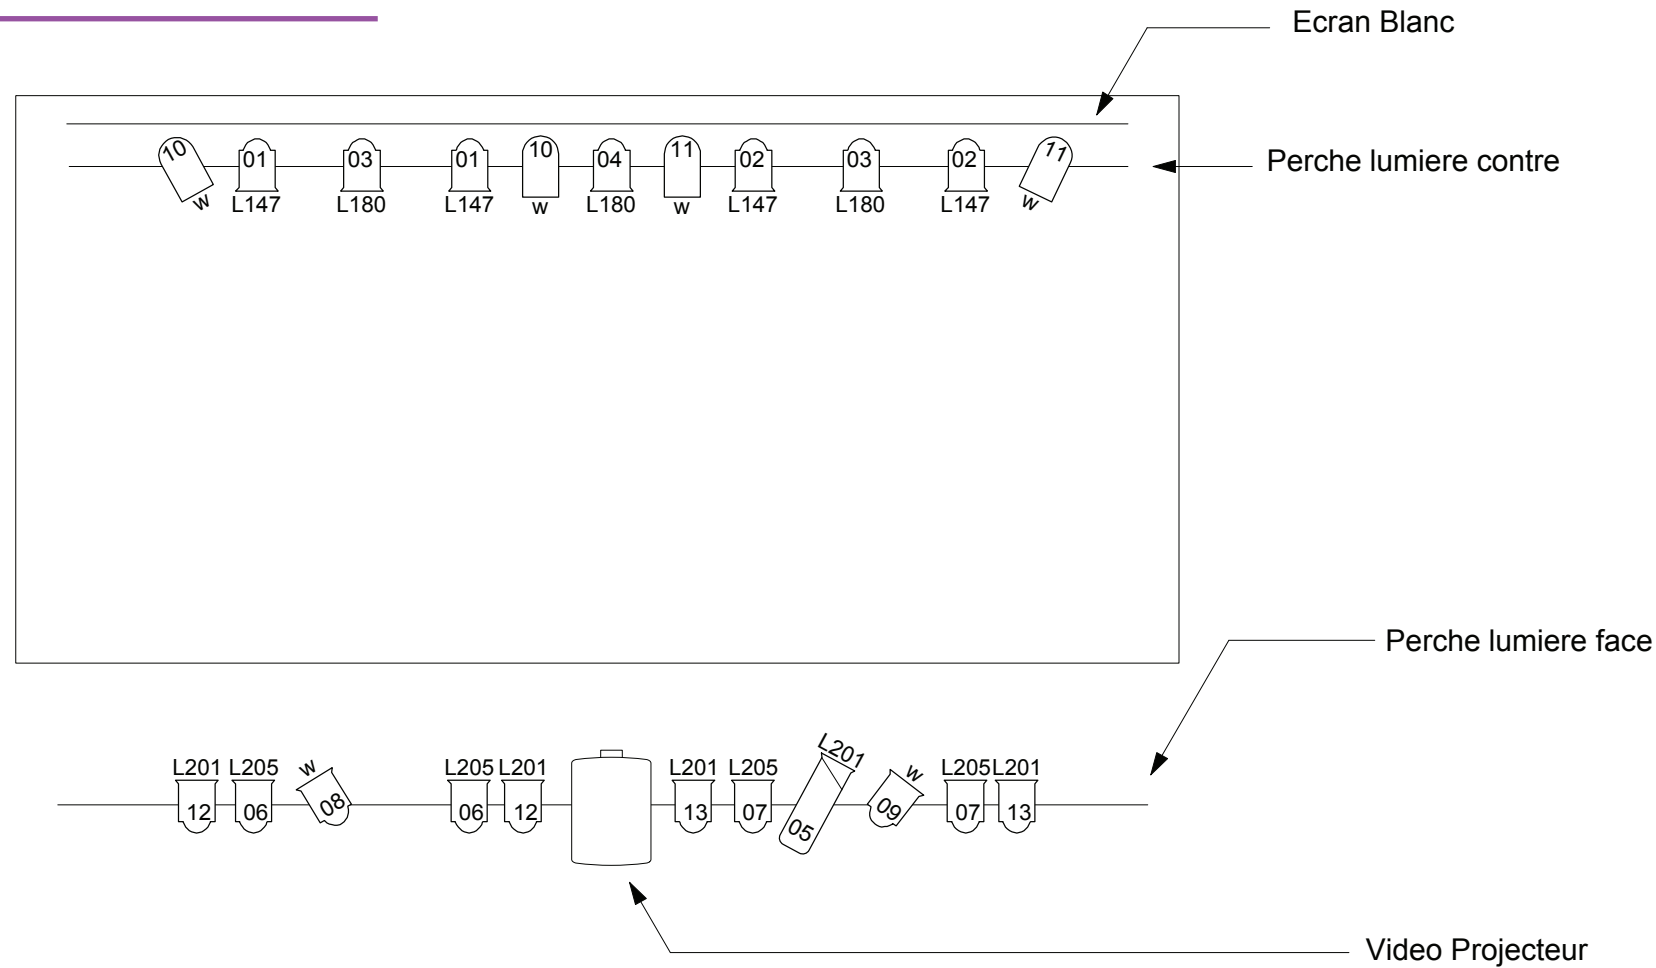 Ecran Blanc
10 01 03 01 10 04 11 02 03 02 11
Perche lumiere contre
w L147 L180 L147 w L180 w L147 L180 L147 w
Perche lumiere face
L201 L205 w L205 L201 L201 L205 L201 w L205 L201
12 06 08 06 12 13 07 05 09 07 13
Video Projecteur